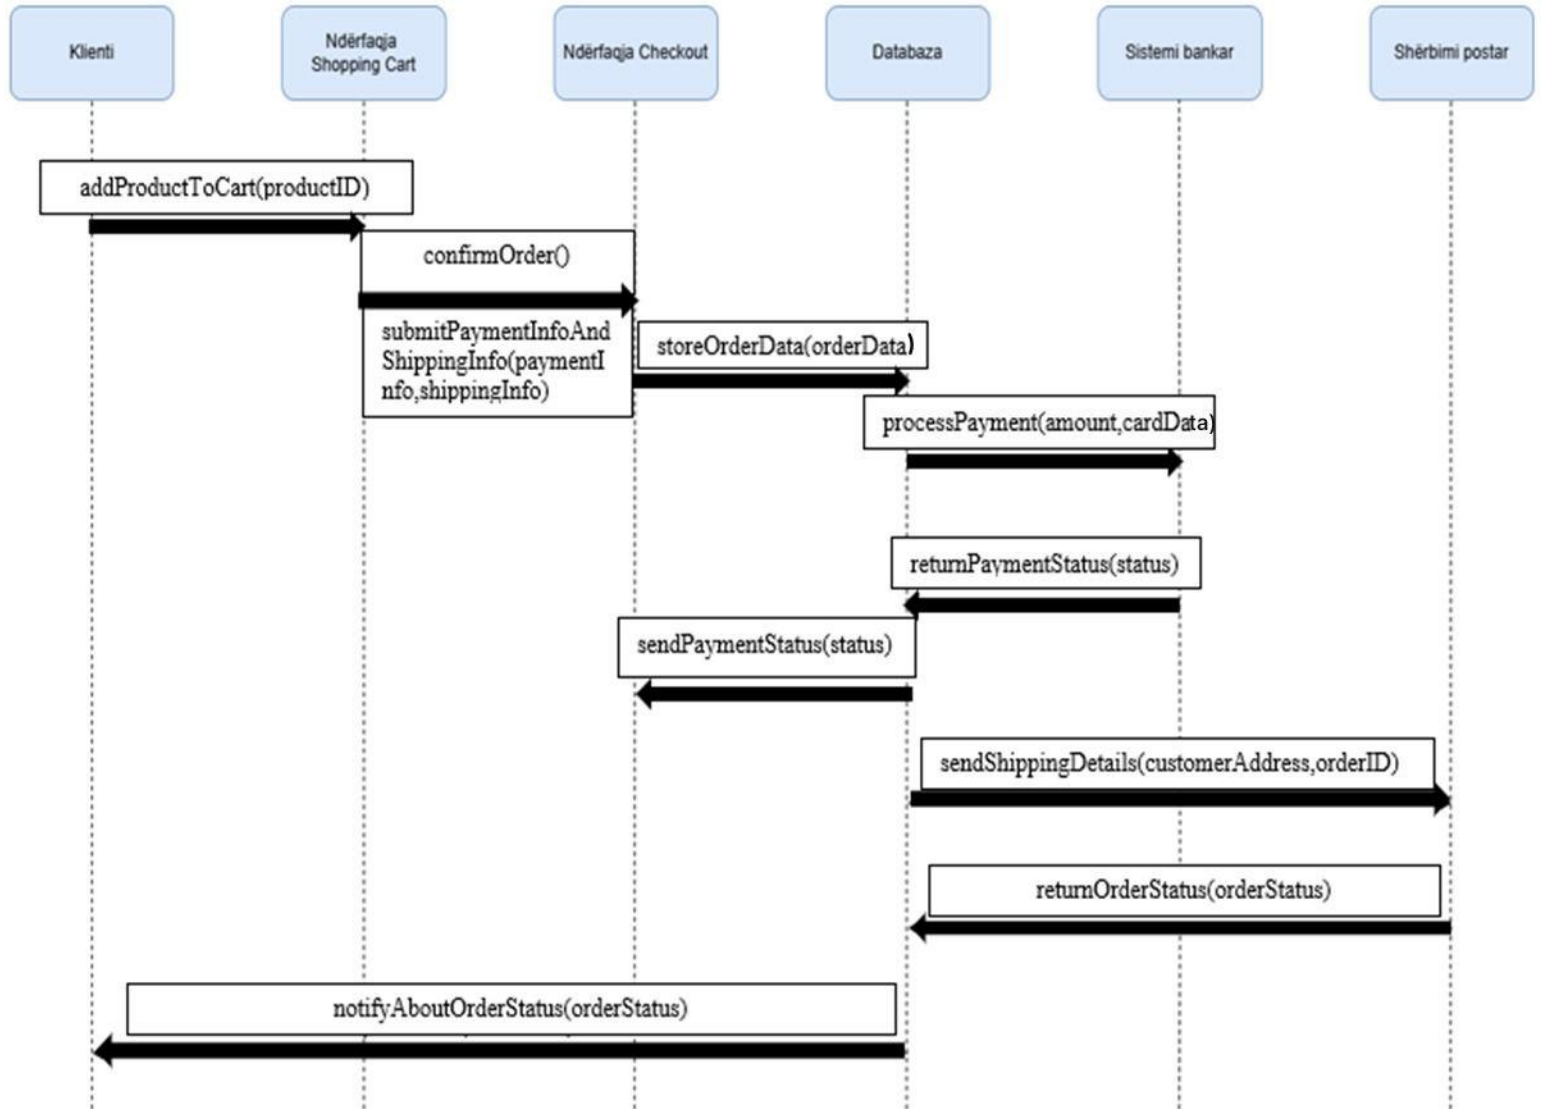 Klienti
Ndërfaqja
Shopping Cart
Ndërfaqja Checkout
Databaza
Sistemi bankar
Shërbimi postar
addProductToCart(productID)
confirmOrder()
submitPaymentInfoAnd
ShippingInfo(paymentI
nfo,shippingInfo)
storeOrderData(orderData)
processPayment(amount,cardData)
returnPaymentStatus(status)
sendPaymentStatus(status)
sendShippingDetails(customerAddress,orderID)
returnOrderStatus(orderStatus)
notifyAboutOrderStatus(orderStatus)